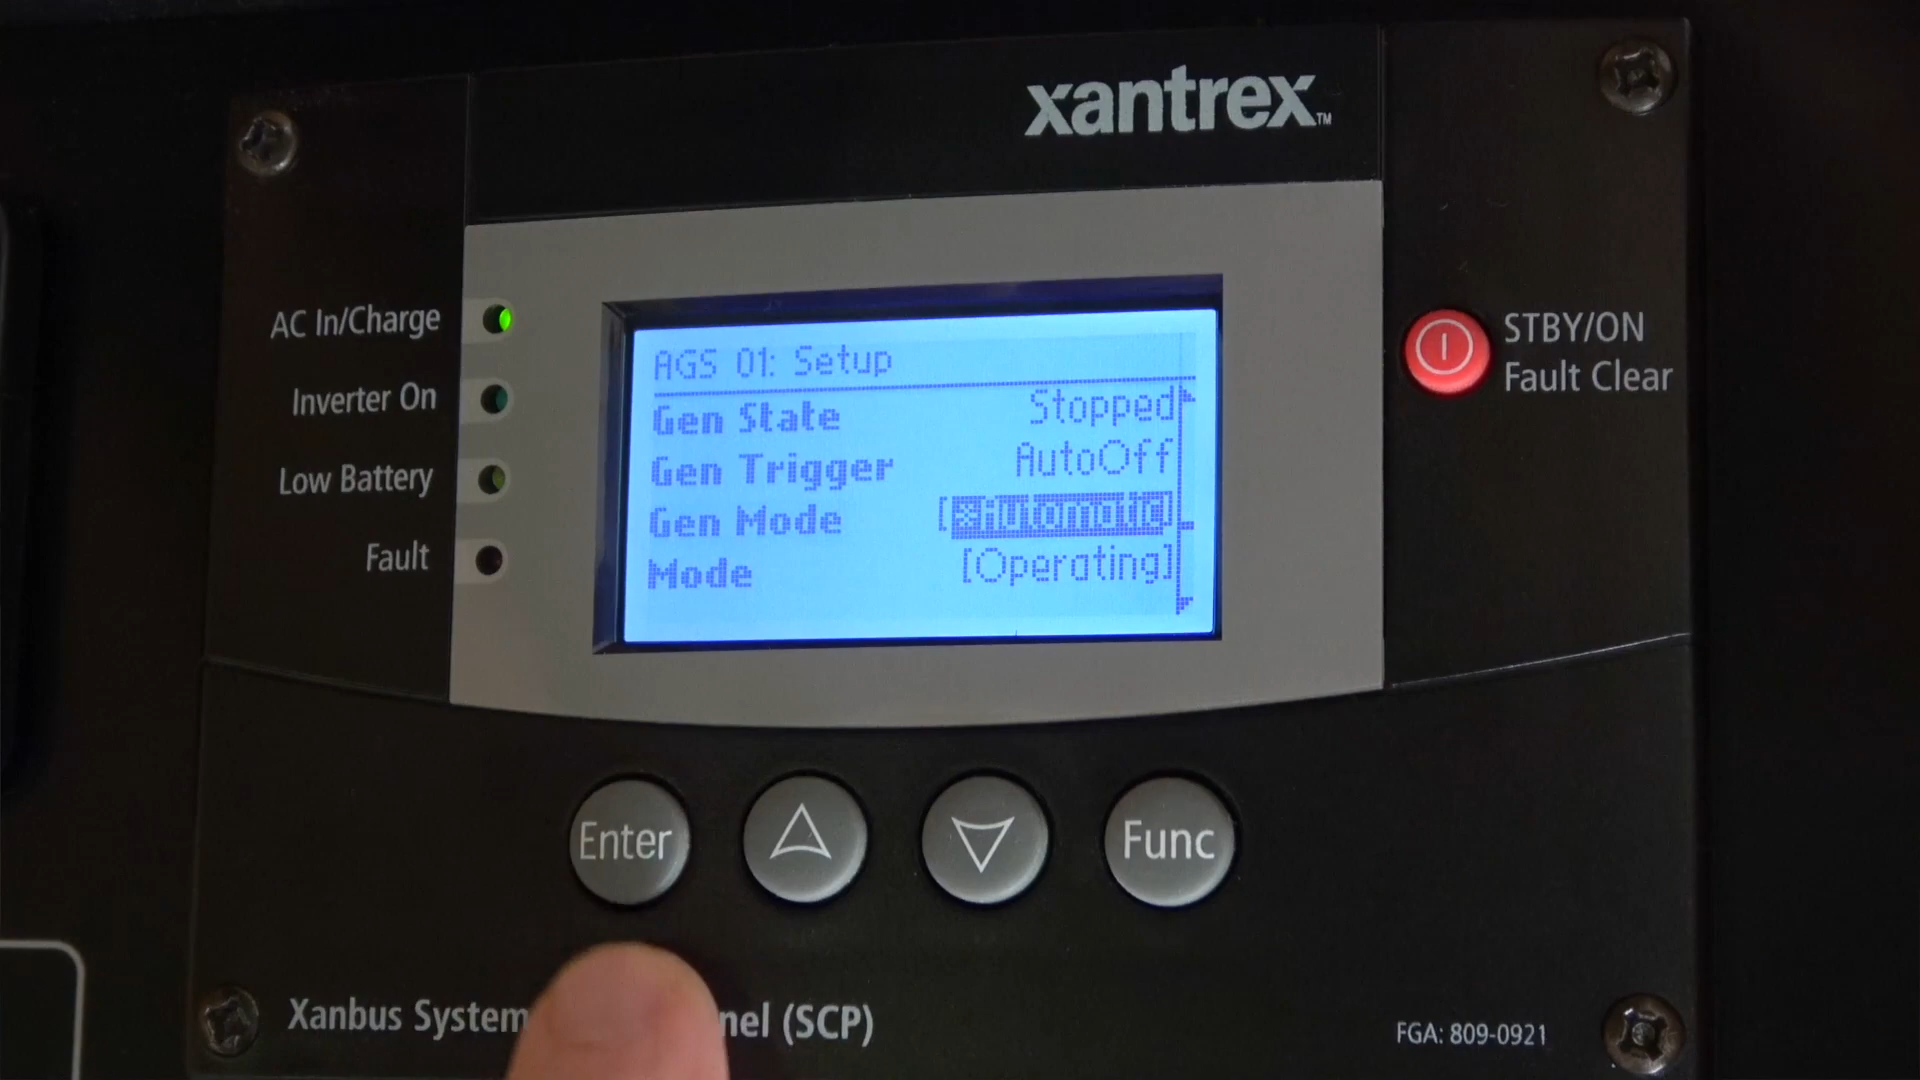 xantrex™
AC In/Charge
Inverter On
Low Battery
Fault
AGS 01: Setup
Gen State Stopped
Gen Trigger AutoOff
Gen Mode [*Automatic]
Mode [Operating]
STBY/ON
Fault Clear
Enter
Func
Xanbus System nel (SCP)
FGA: 809-0921